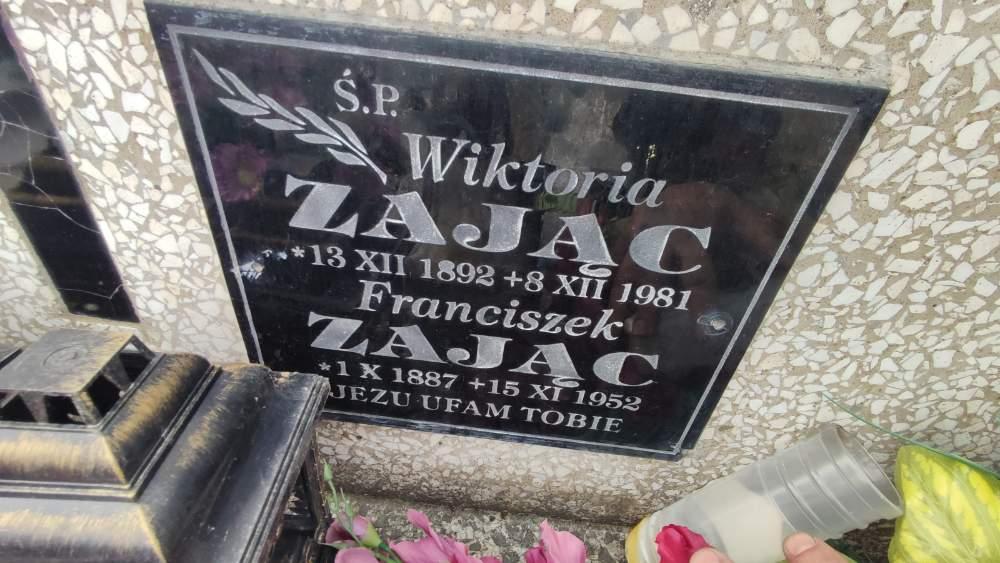 Ś.P.
Wiktoria
ZAJĄC
*13 XII 1892 +8 XII 1981
Franciszek
ZAJĄC
*1 X 1887 +15 XI 1952
JEZU UFAM TOBIE